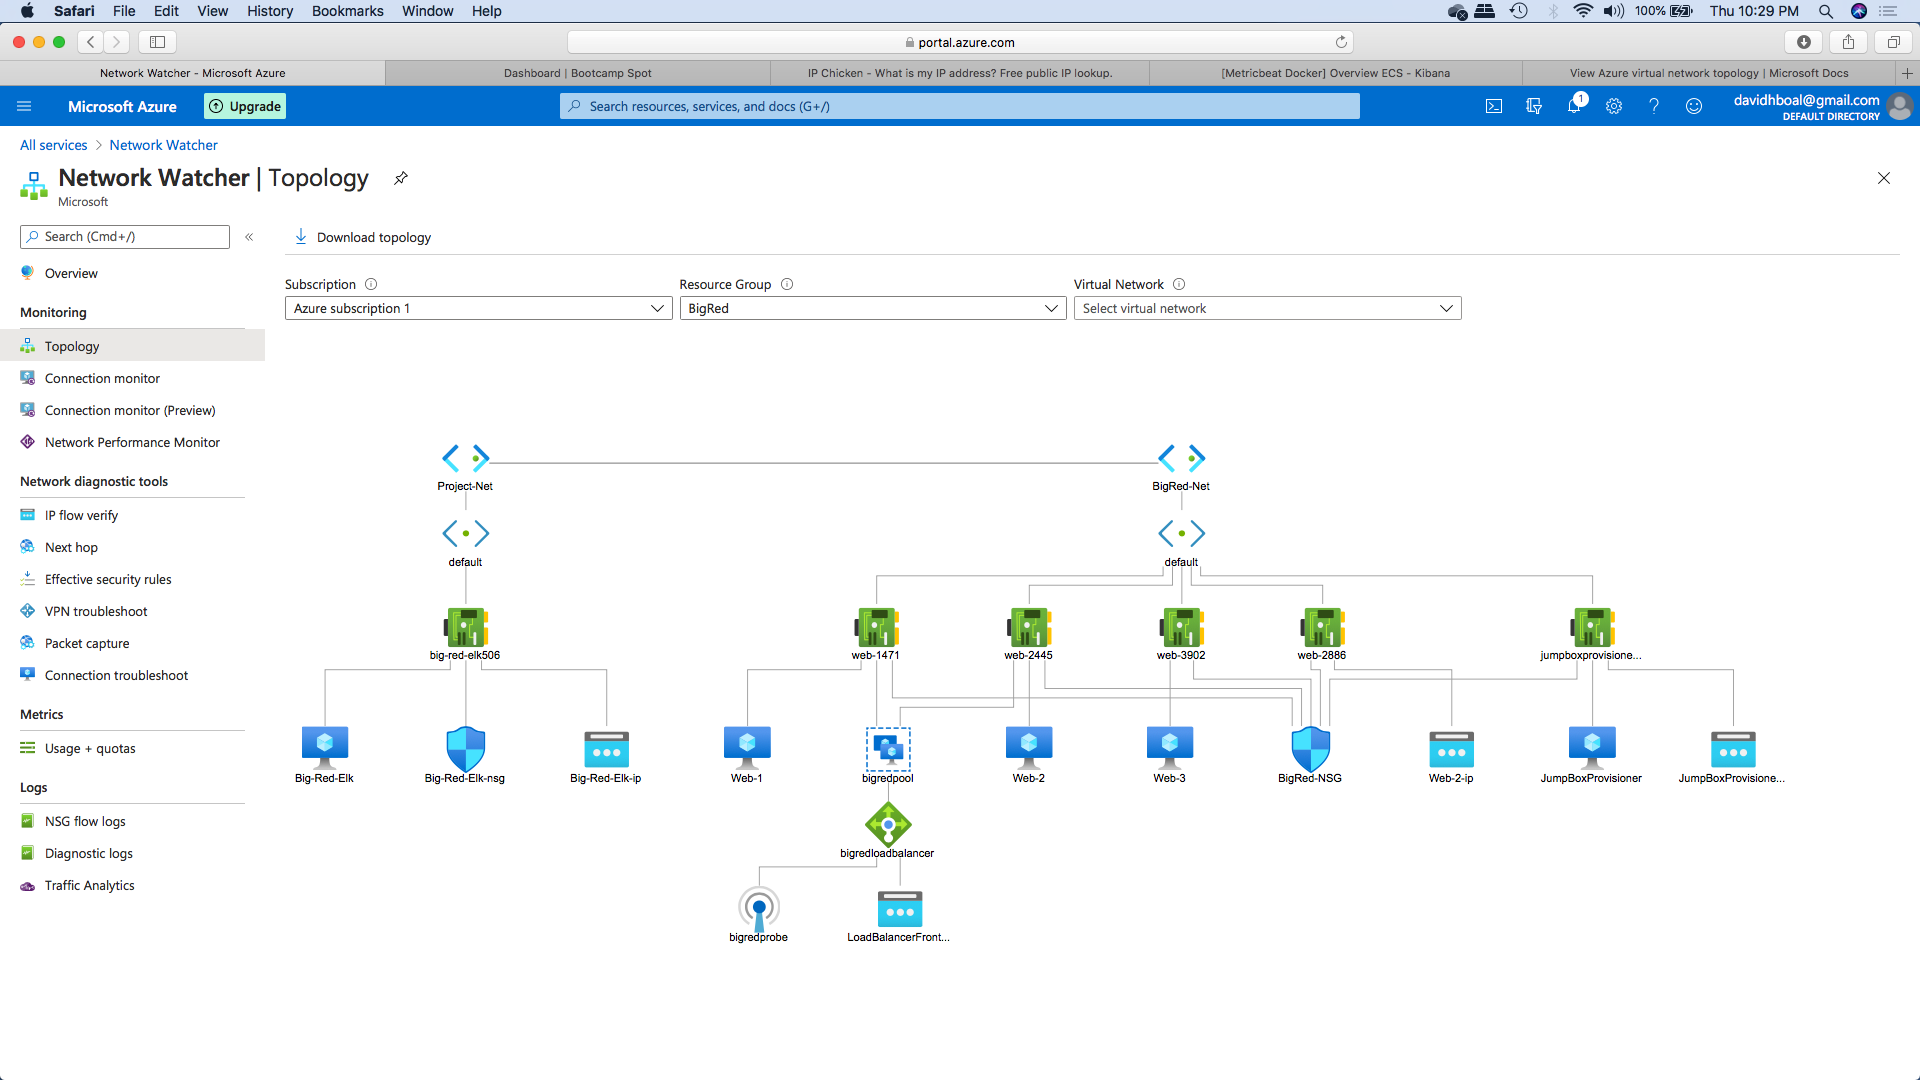 Safari File Edit View History Bookmarks Window Help
100% Thu 10:29 PM
portal.azure.com
Network Watcher - Microsoft Azure
Dashboard | Bootcamp Spot
IP Chicken - What is my IP address? Free public IP lookup.
[Metricbeat Docker] Overview ECS - Kibana
View Azure virtual network topology | Microsoft Docs
Microsoft Azure
Upgrade
Search resources, services, and docs (G+/)
1
davidhboal@gmail.com
DEFAULT DIRECTORY
All services > Network Watcher
Network Watcher | Topology
Microsoft
Search (Cmd+/)
Overview
Monitoring
Topology
Connection monitor
Connection monitor (Preview)
Network Performance Monitor
Network diagnostic tools
IP flow verify
Next hop
Effective security rules
VPN troubleshoot
Packet capture
Connection troubleshoot
Metrics
Usage + quotas
Logs
NSG flow logs
Diagnostic logs
Traffic Analytics
Download topology
Subscription
Azure subscription 1
Resource Group
BigRed
Virtual Network
Select virtual network
Project-Net
BigRed-Net
default
default
big-red-elk506
web-1471
web-2445
web-3902
web-2886
jumpboxprovisione...
Big-Red-Elk
Big-Red-Elk-nsg
Big-Red-Elk-ip
Web-1
bigredpool
Web-2
Web-3
BigRed-NSG
Web-2-ip
JumpBoxProvisioner
JumpBoxProvisione...
bigredloadbalancer
bigredprobe
LoadBalancerFront...